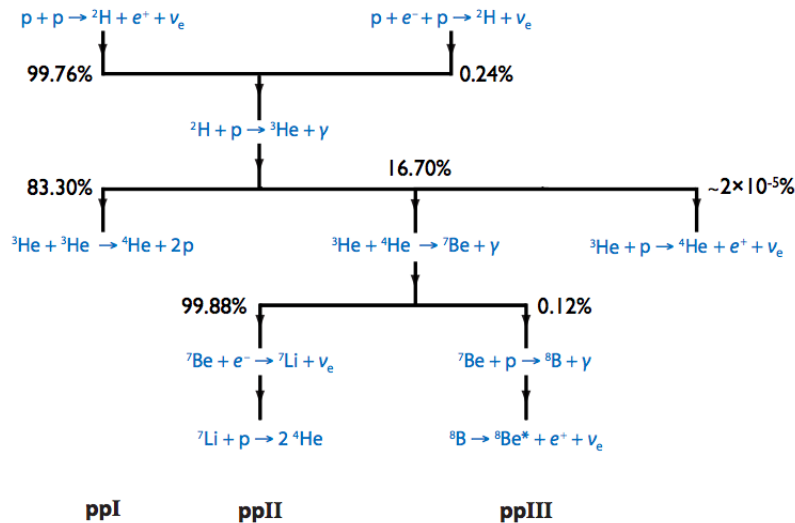 p + p → ²H + e⁺ + νₑ    p + e⁻ + p → ²H + νₑ
99.76%    0.24%
²H + p → ³He + γ
16.70%
83.30%    ~2×10⁻⁵%
³He + ³He → ⁴He + 2p    ³He + ⁴He → ⁷Be + γ    ³He + p → ⁴He + e⁺ + νₑ
99.88%    0.12%
⁷Be + e⁻ → ⁷Li + νₑ    ⁷Be + p → ⁸B + γ
⁷Li + p → 2 ⁴He    ⁸B → ⁸Be* + e⁺ + νₑ
ppI    ppII    ppIII